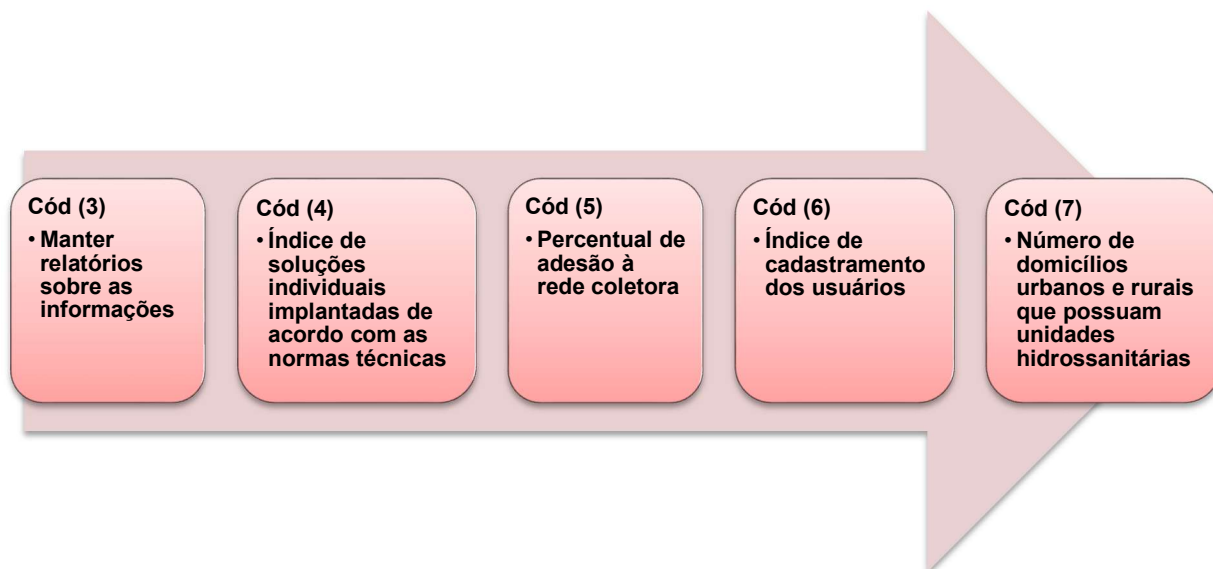 Cód (3)
• Manter
relatórios
sobre as
informações
Cód (4)
• Índice de
soluções
individuais
implantadas de
acordo com as
normas técnicas
Cód (5)
• Percentual de
adesão à
rede coletora
Cód (6)
• Índice de
cadastramento
dos usuários
Cód (7)
• Número de
domicílios
urbanos e rurais
que possuam
unidades
hidrossanitárias